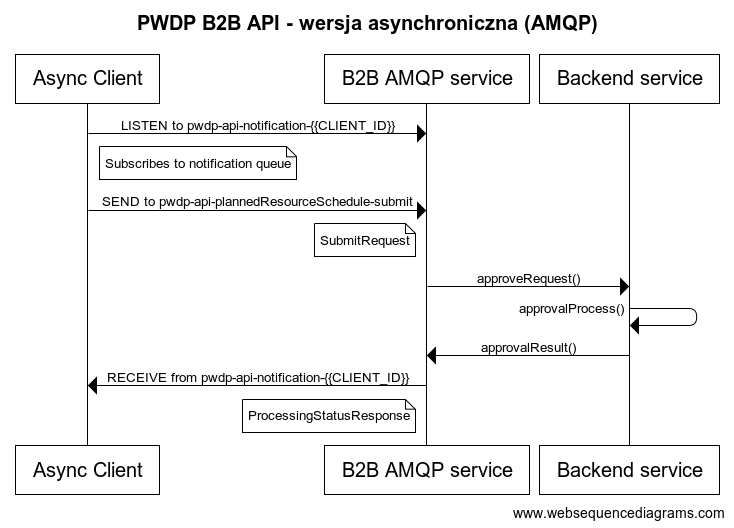 PWDP B2B API - wersja asynchroniczna (AMQP)
Async Client
B2B AMQP service
Backend service
LISTEN to pwdp-api-notification-{{CLIENT_ID}}
Subscribes to notification queue
SEND to pwdp-api-plannedResourceSchedule-submit
SubmitRequest
approveRequest()
approvalProcess()
approvalResult()
RECEIVE from pwdp-api-notification-{{CLIENT_ID}}
ProcessingStatusResponse
Async Client
B2B AMQP service
Backend service
www.websequencediagrams.com